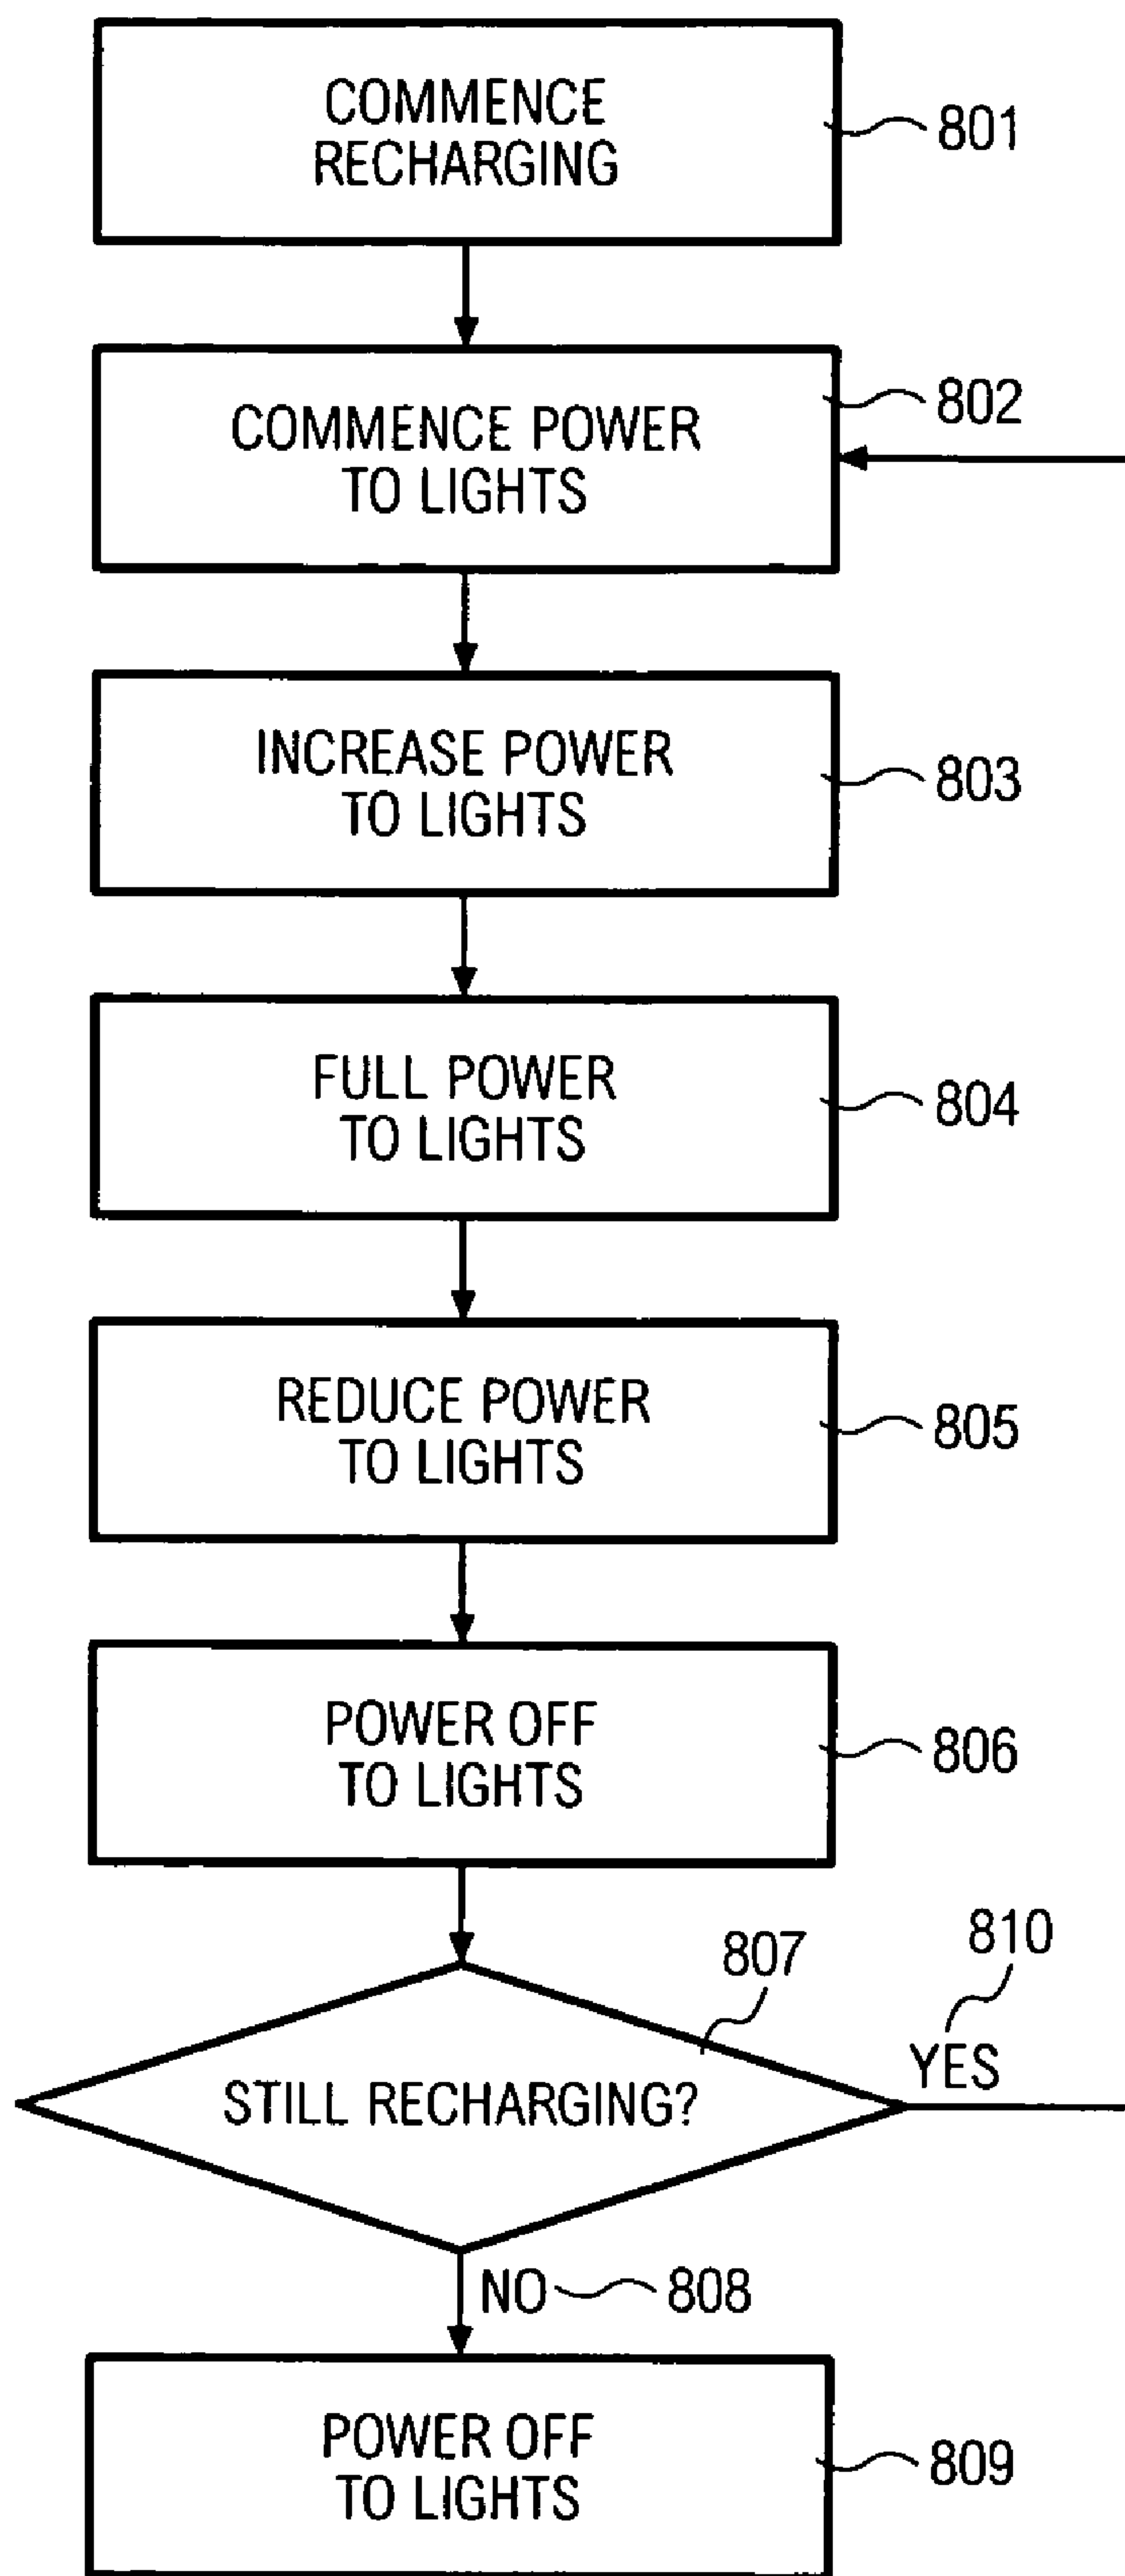 COMMENCE
RECHARGING
801
COMMENCE POWER
TO LIGHTS
802
INCREASE POWER
TO LIGHTS
803
FULL POWER
TO LIGHTS
804
REDUCE POWER
TO LIGHTS
805
POWER OFF
TO LIGHTS
806
807
810
YES
STILL RECHARGING?
NO
808
POWER OFF
TO LIGHTS
809